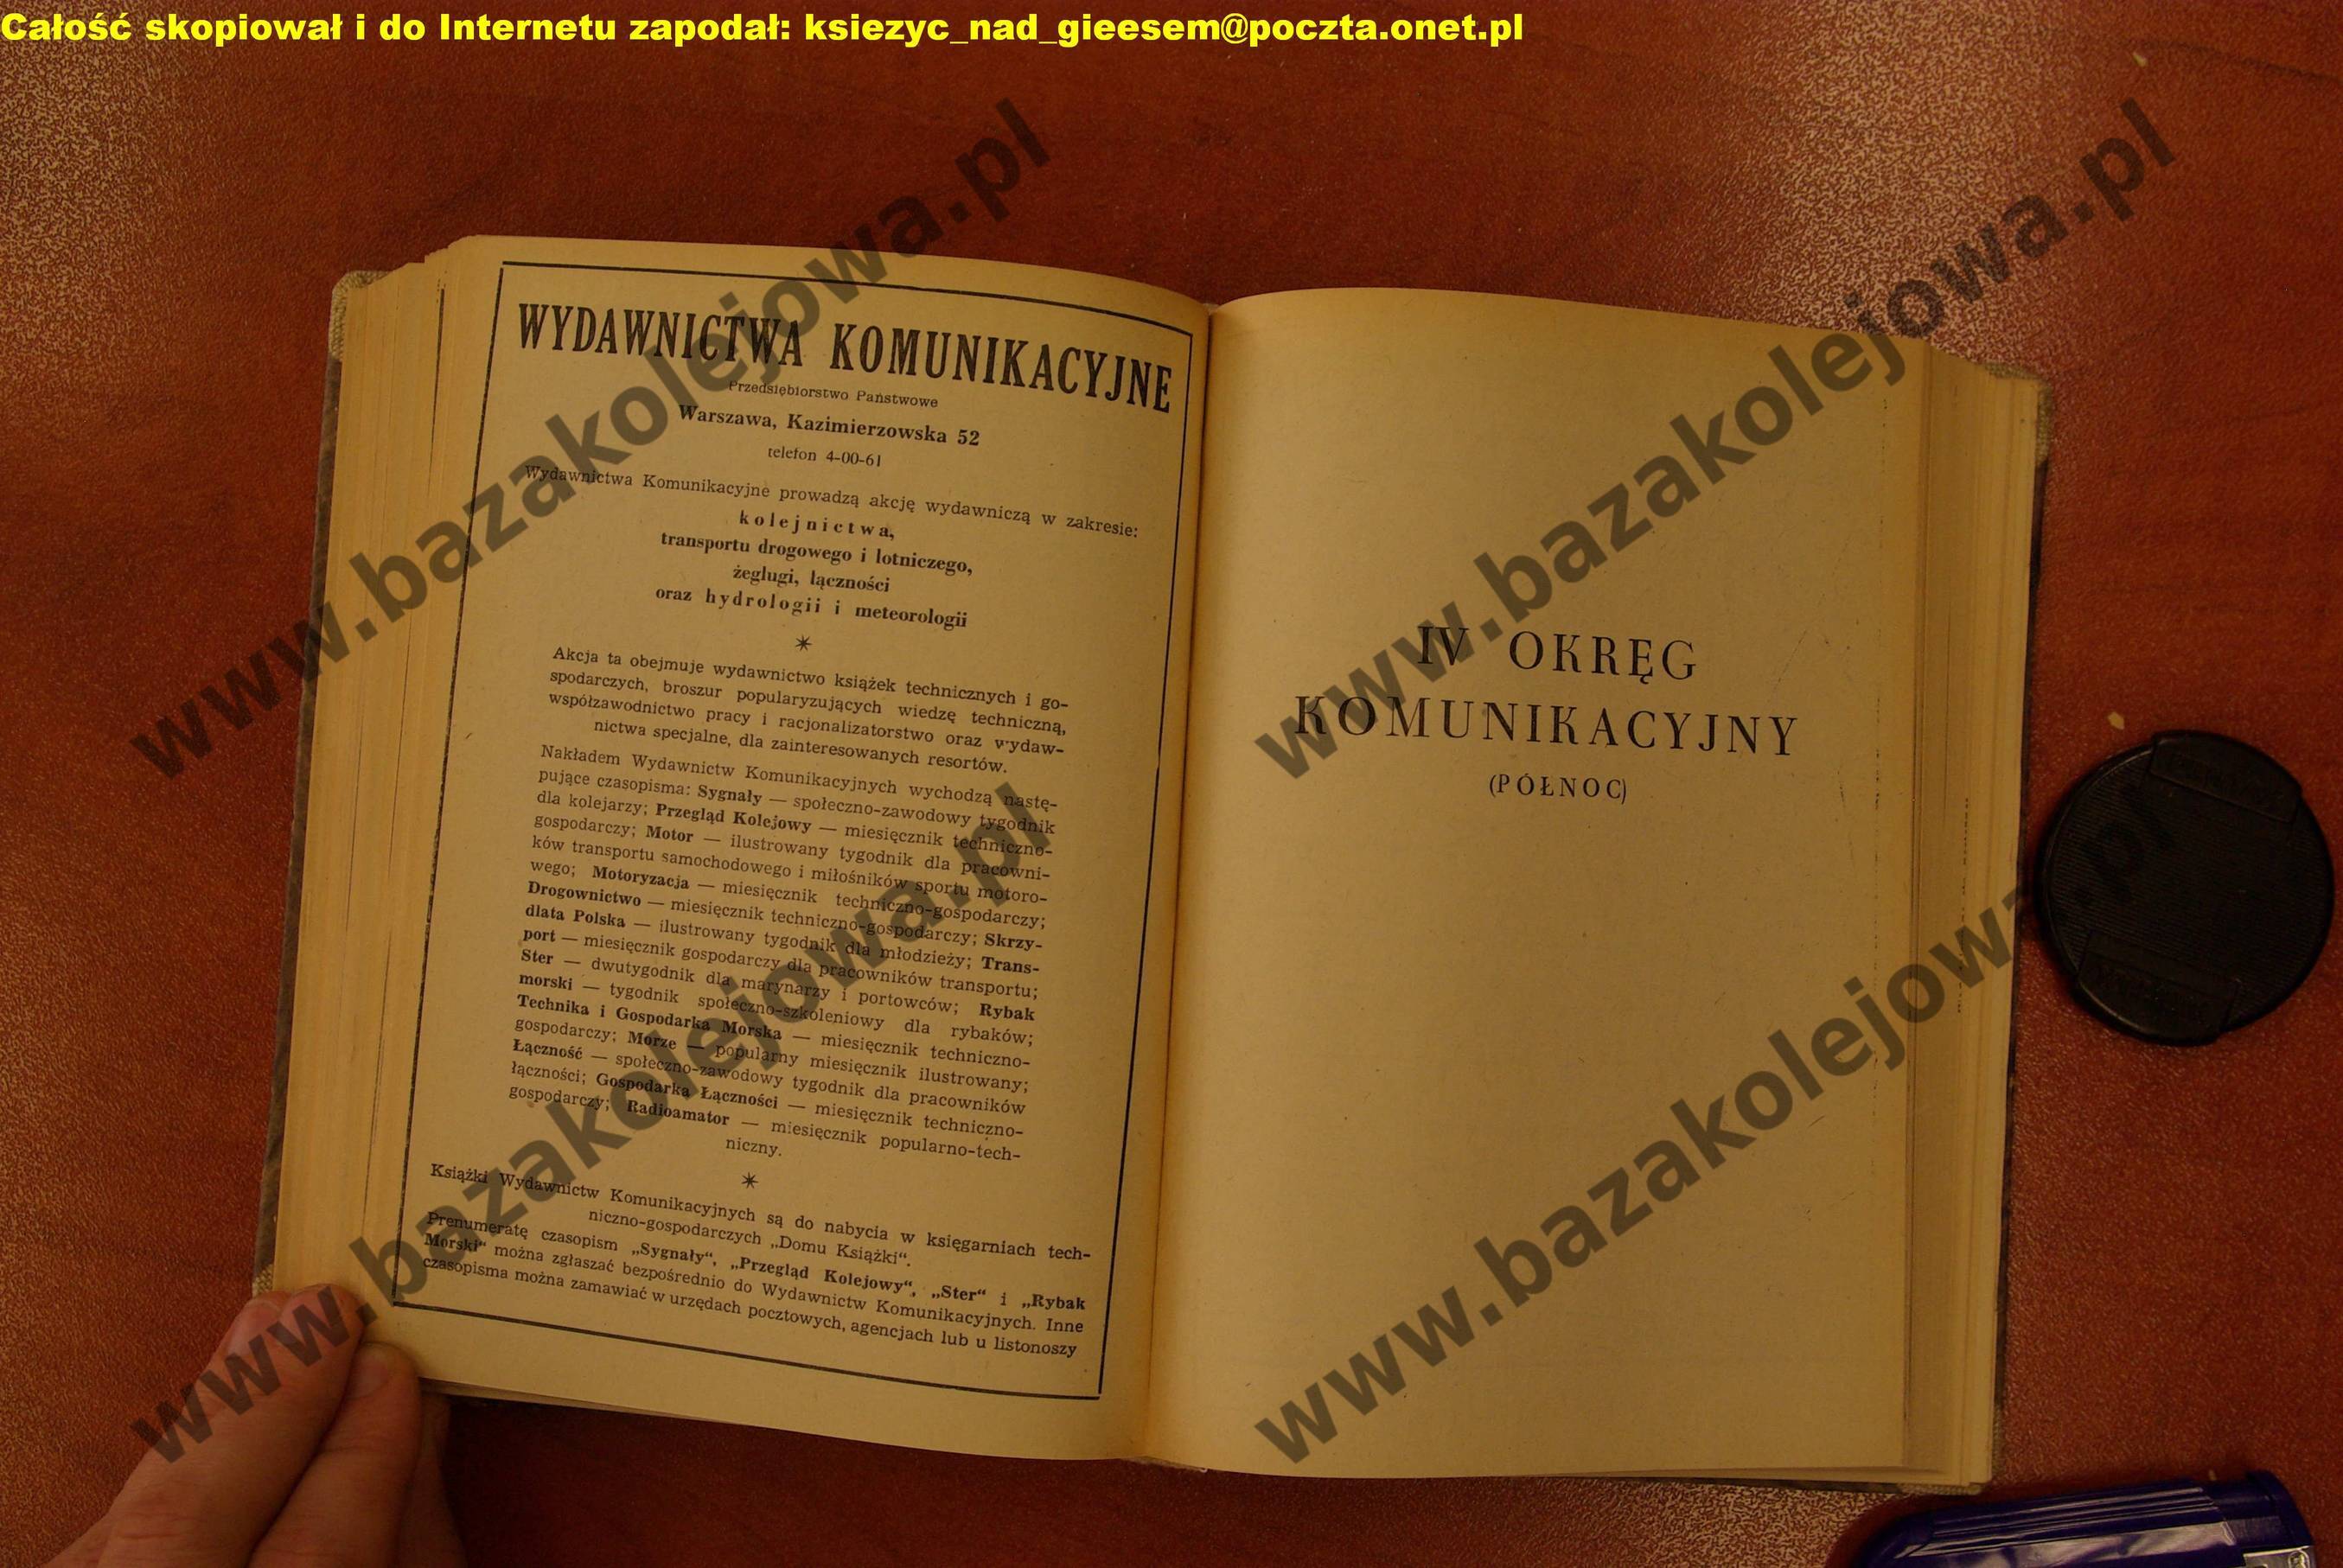 Całość skopiował i do Internetu zapodał: ksiezyc_nad_gieesem@poczta.onet.pl
WYDAWNICTWA KOMUNIKACYJNE
Przedsiębiorstwo Państwowe
Warszawa, Kazimierzowska 52
telefon 4-00-61
Wydawnictwa Komunikacyjne prowadzą akcję wydawniczą w zakresie:
kolejnictwa,
transportu drogowego i lotniczego,
żeglugi, łączności
oraz hydrologii i meteorologii
*
Akcja ta obejmuje wydawnictwo książek technicznych i go-
spodarczych, broszur popularyzujących wiedzę techniczną,
współzawodnictwo pracy i racjonalizatorstwo oraz wydaw-
nictwa specjalne, dla zainteresowanych resortów.
Nakładem Wydawnictw Komunikacyjnych wychodzą nastę-
pujące czasopisma: Sygnały — społeczno-zawodowy tygodnik
dla kolejarzy; Przegląd Kolejowy — miesięcznik techniczno-
gospodarczy; Motor — ilustrowany tygodnik dla pracowni-
ków transportu samochodowego i miłośników sportu motoro-
wego; Motoryzacja — miesięcznik techniczno-gospodarczy;
Drogownictwo — miesięcznik techniczno-gospodarczy; Skrzy-
dlata Polska — ilustrowany tygodnik dla młodzieży; Trans-
port — miesięcznik gospodarczy dla pracowników transportu;
Ster — dwutygodnik dla marynarzy i portowców; Rybak
morski — tygodnik społeczno-szkoleniowy dla rybaków;
Technika i Gospodarka Morska — miesięcznik techniczno-
gospodarczy; Morze — popularny miesięcznik ilustrowany;
Łączność — społeczno-zawodowy tygodnik dla pracowników
łączności; Gospodarka Łączności — miesięcznik techniczno-
gospodarczy; Radioamator — miesięcznik popularno-tech-
niczny.
*
Książki Wydawnictw Komunikacyjnych są do nabycia w księgarniach tech-
niczno-gospodarczych „Domu Książki“.
Prenumeratę czasopism „Sygnały“, „Przegląd Kolejowy“, „Ster“ i „Rybak
Morski“ można zgłaszać bezpośrednio do Wydawnictw Komunikacyjnych. Inne
czasopisma można zamawiać w urzędach pocztowych, agencjach lub u listonoszy
IV OKRĘG
KOMUNIKACYJNY
(PÓŁNOC)
www.bazakolejowa.pl
www.bazakolejowa.pl
www.bazakolejowa.pl
www.bazakolejowa.pl